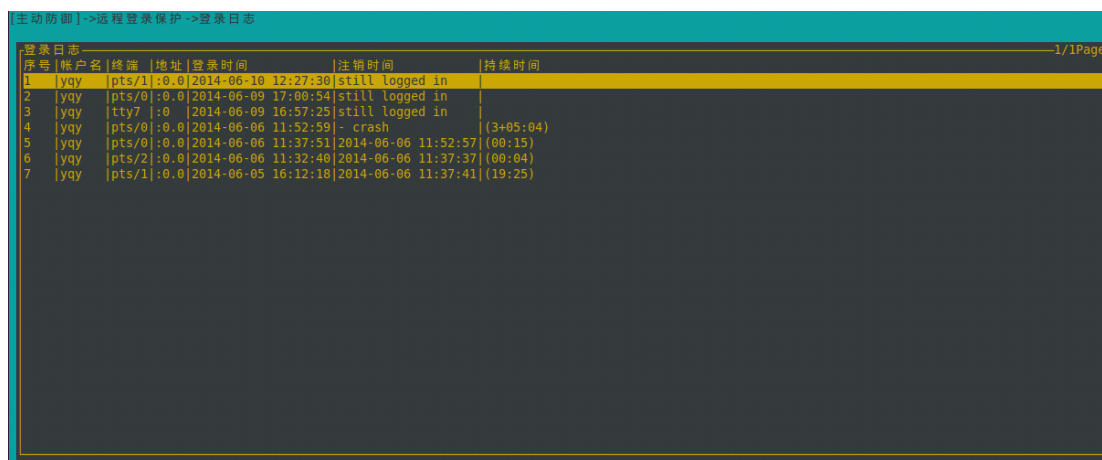 [主动防御]->远程登录保护->登录日志
登录日志 1/1Page
序号|帐户名|终端 |地址|登录时间 |注销时间 |持续时间
1 |yqy |pts/1|:0.0|2014-06-10 12:27:30|still logged in |
2 |yqy |pts/0|:0.0|2014-06-09 17:00:54|still logged in |
3 |yqy |tty7 |:0 |2014-06-09 16:57:25|still logged in |
4 |yqy |pts/0|:0.0|2014-06-06 11:52:59|- crash |(3+05:04)
5 |yqy |pts/0|:0.0|2014-06-06 11:37:51|2014-06-06 11:52:57|(00:15)
6 |yqy |pts/2|:0.0|2014-06-06 11:32:40|2014-06-06 11:37:37|(00:04)
7 |yqy |pts/1|:0.0|2014-06-05 16:12:18|2014-06-06 11:37:41|(19:25)